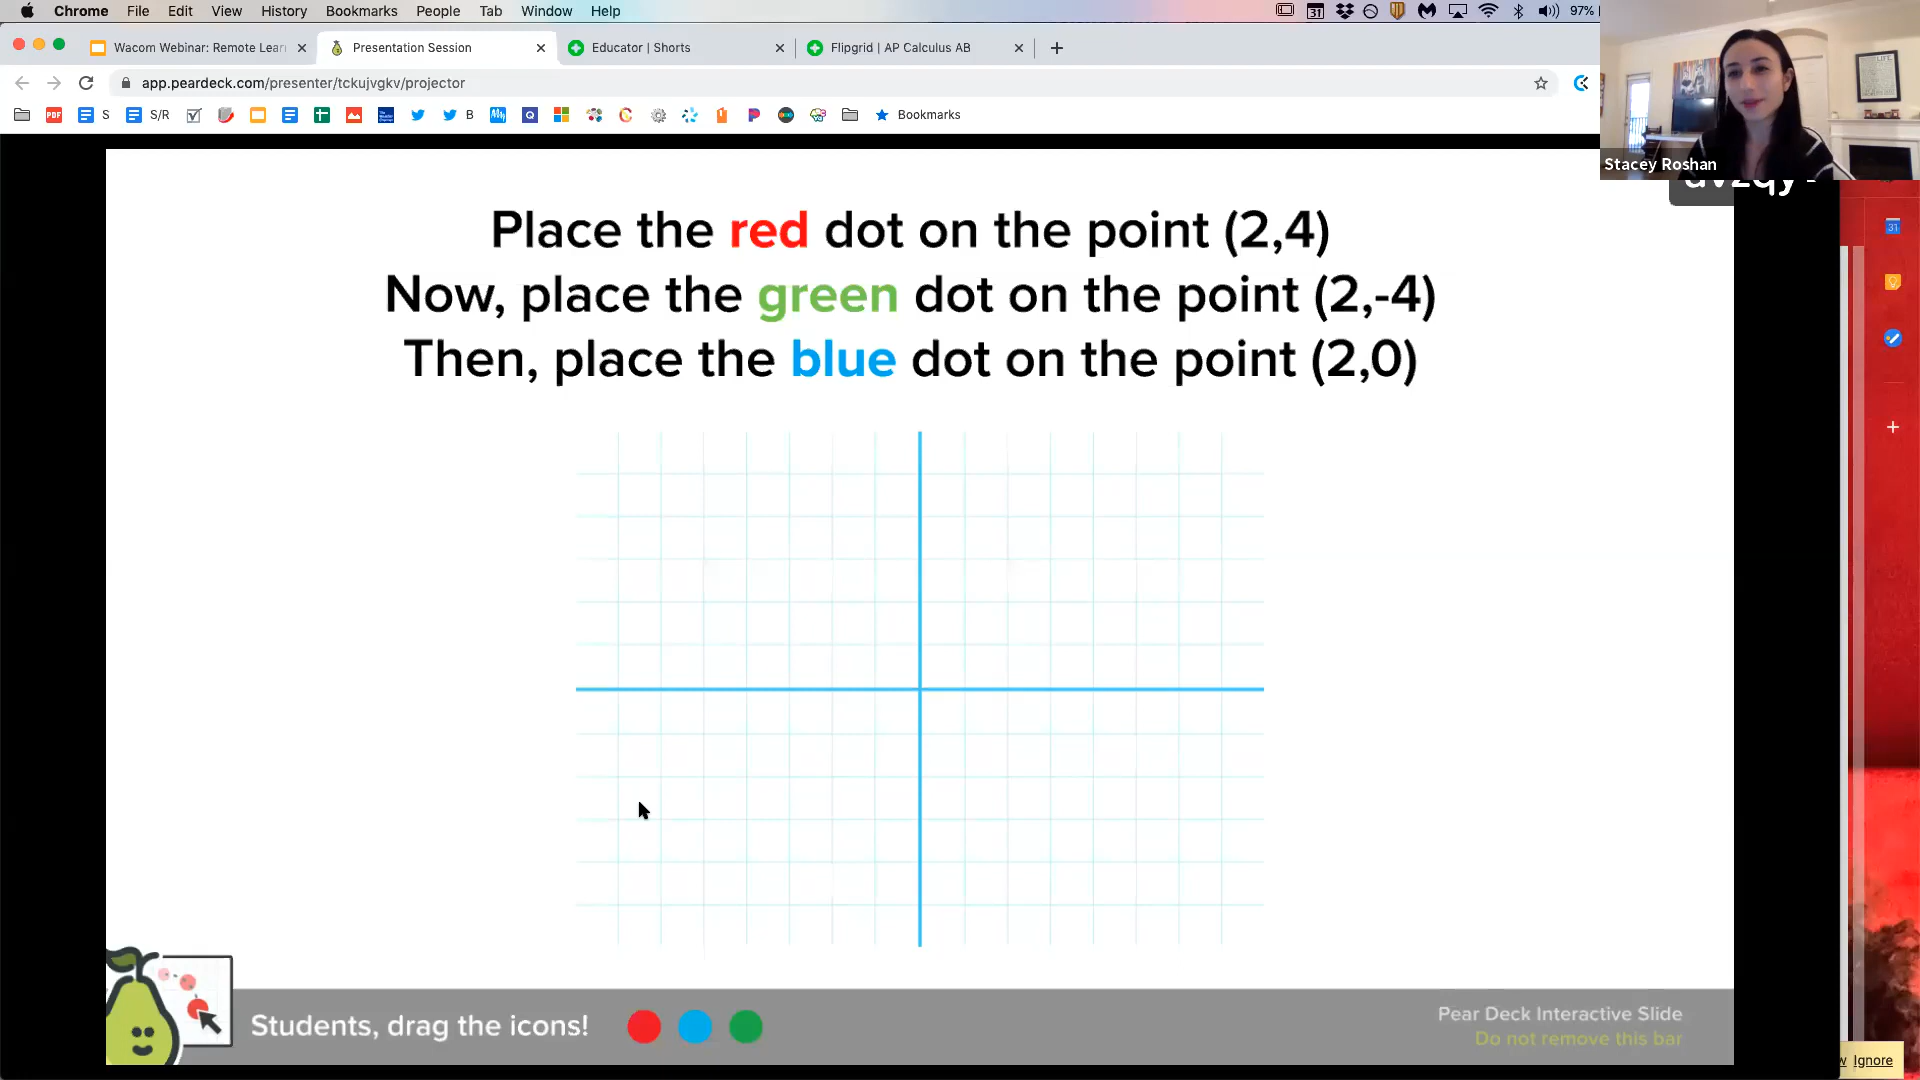 Chrome File Edit View History Bookmarks People Tab Window Help
31
97%
Wacom Webinar: Remote Lear
Presentation Session
Educator | Shorts
Flipgrid | AP Calculus AB
app.peardeck.com/presenter/tckujvgkv/projector
PDF
S
S/R
B
Q
Bookmarks
Stacey Roshan
31
Place the red dot on the point (2,4)
Now, place the green dot on the point (2,-4)
Then, place the blue dot on the point (2,0)
Students, drag the icons!
Pear Deck Interactive Slide
Do not remove this bar
Ignore